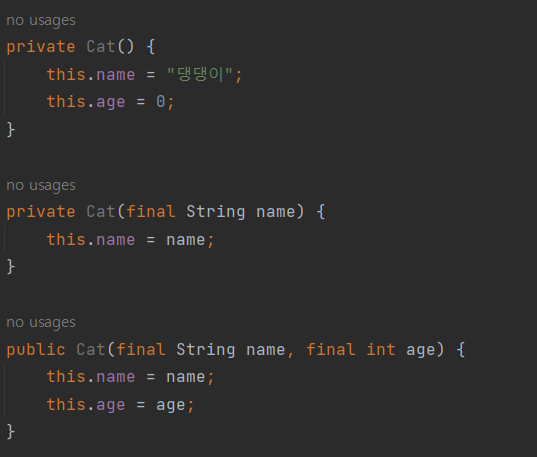 no usages
private Cat() {
this.name = "댕댕이";
this.age = 0;
}
no usages
private Cat(final String name) {
this.name = name;
}
no usages
public Cat(final String name, final int age) {
this.name = name;
this.age = age;
}